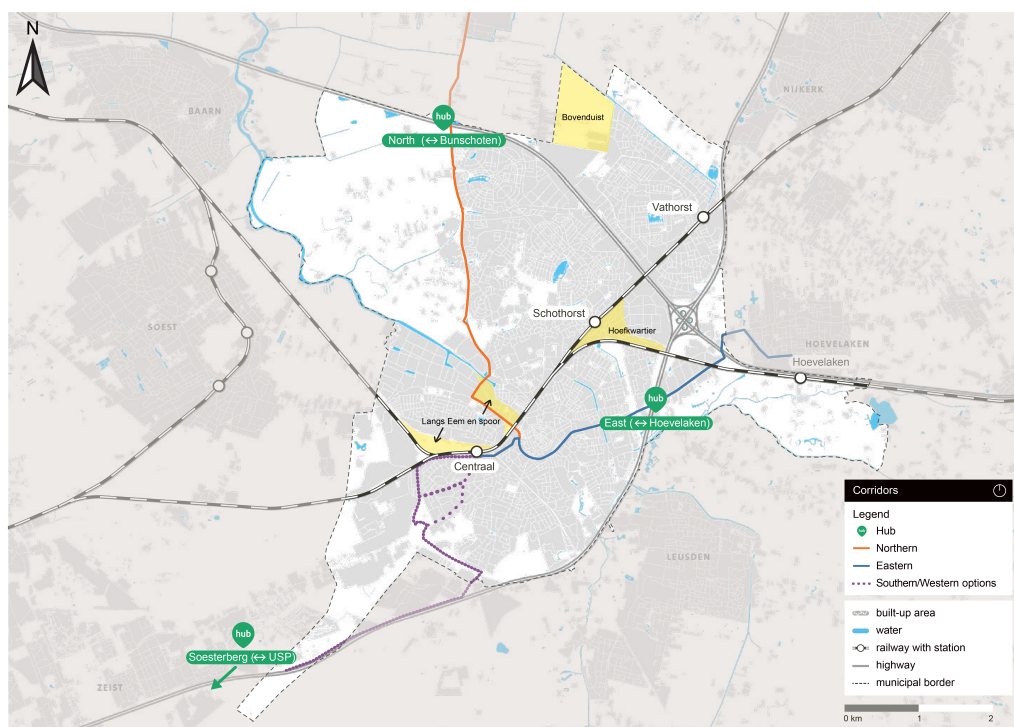 N
BAARN
NIJKERK
hub
North (↔ Bunschoten)
Bovenduist
Vathorst
Schothorst
SOEST
Hoefkwartier
HOEVELAKEN
Hoevelaken
hub
East (↔ Hoevelaken)
Langs Eem en spoor
Centraal
LEUSDEN
hub
Soesterberg (↔ USP)
ZEIST
Corridors
Legend
hub
Hub
Northern
Eastern
Southern/Western options
built-up area
water
railway with station
highway
municipal border
0 km 1 2